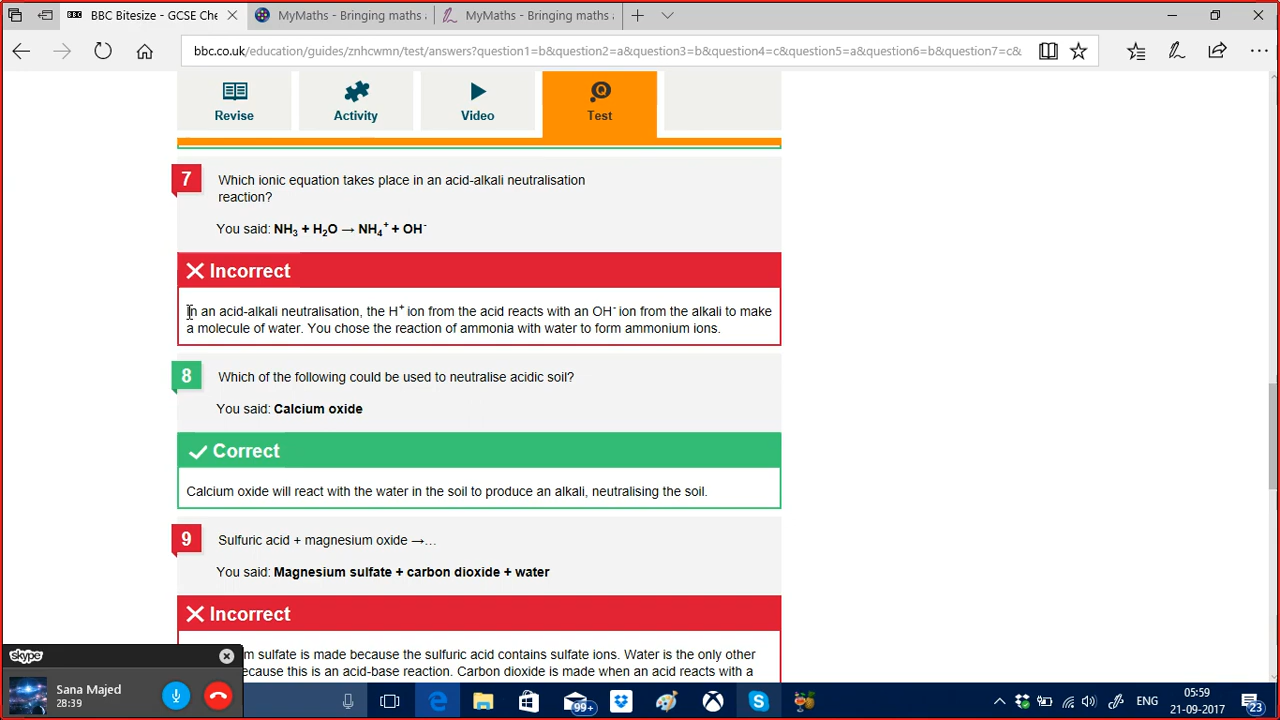 BBC BBC Bitesize - GCSE Che
MyMaths - Bringing maths a
MyMaths - Bringing maths
bbc.co.uk/education/guides/znhcwmn/test/answers?question1=b&question2=a&question3=b&question4=c&question5=a&question6=b&question7=c&
Revise
Activity
Video
Q
Test
7
Which ionic equation takes place in an acid-alkali neutralisation
reaction?
You said: NH₃ + H₂O → NH₄⁺ + OH⁻
Incorrect
In an acid-alkali neutralisation, the H⁺ ion from the acid reacts with an OH⁻ ion from the alkali to make
a molecule of water. You chose the reaction of ammonia with water to form ammonium ions.
8
Which of the following could be used to neutralise acidic soil?
You said: Calcium oxide
Correct
Calcium oxide will react with the water in the soil to produce an alkali, neutralising the soil.
9
Sulfuric acid + magnesium oxide →…
You said: Magnesium sulfate + carbon dioxide + water
Incorrect
m sulfate is made because the sulfuric acid contains sulfate ions. Water is the only other
ecause this is an acid-base reaction. Carbon dioxide is made when an acid reacts with a
skype
Sana Majed
28:39
99+
ENG
05:59
21-09-2017
23